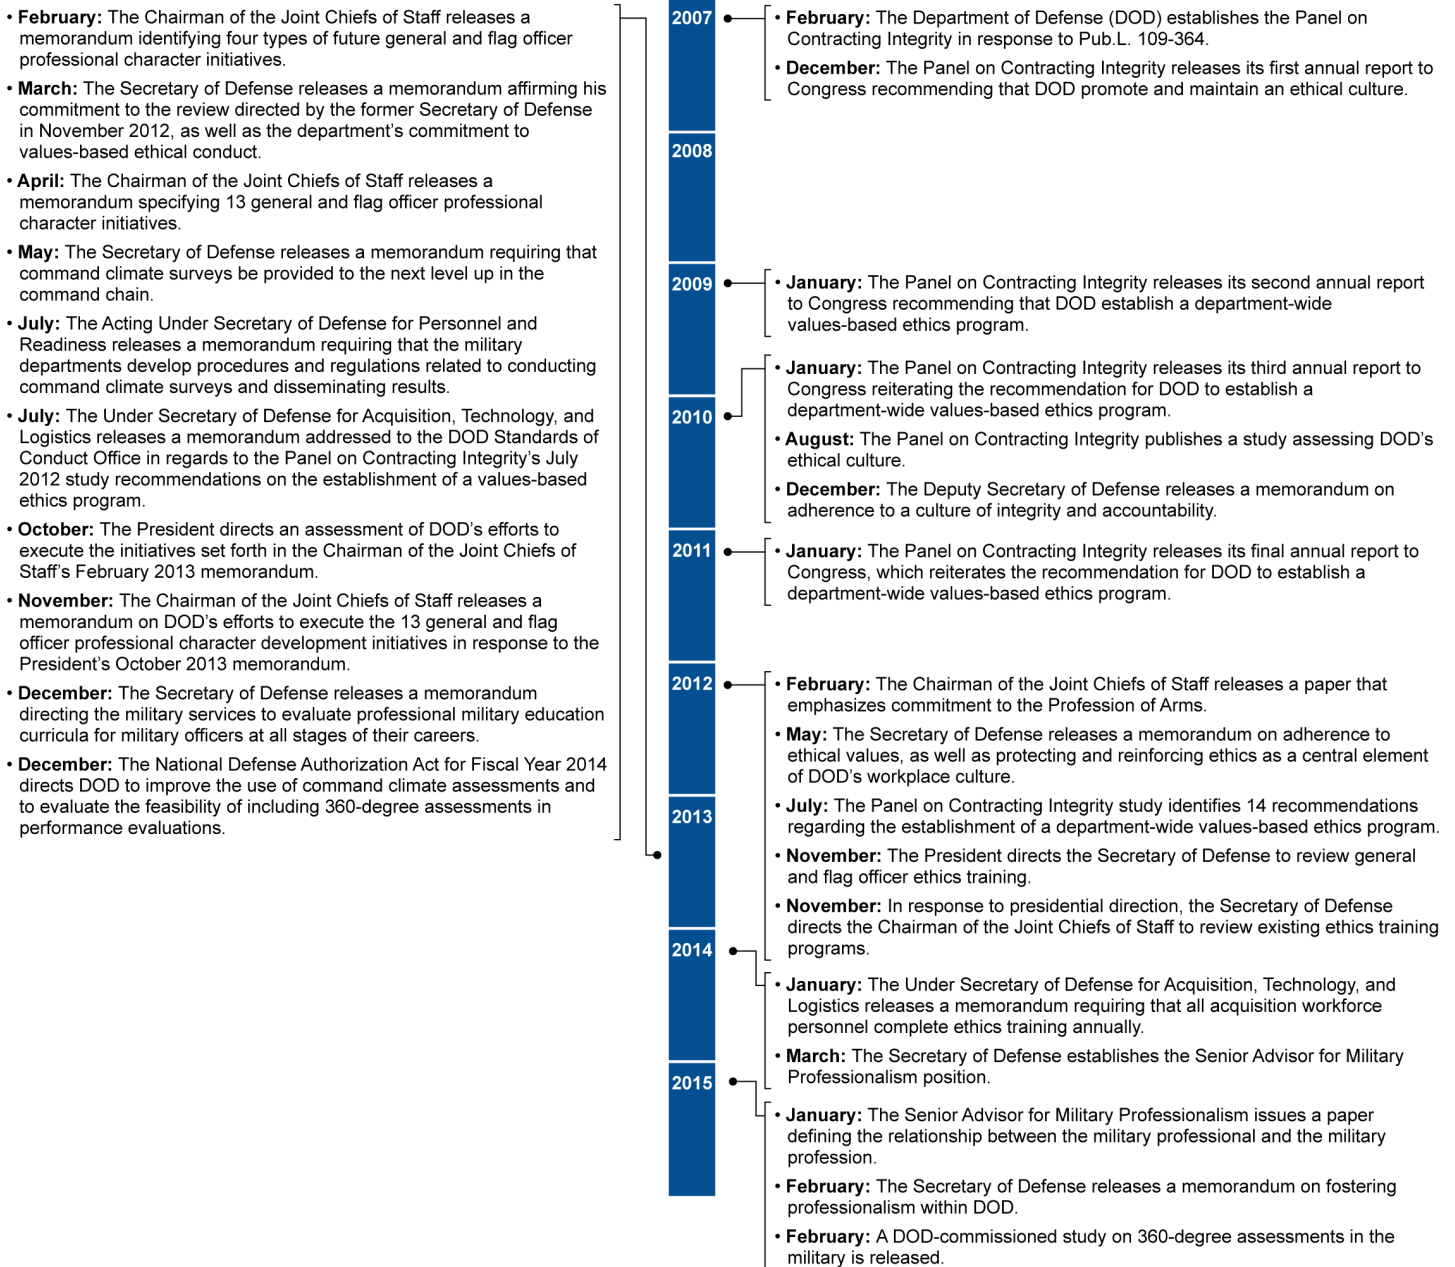 • February: The Chairman of the Joint Chiefs of Staff releases a
memorandum identifying four types of future general and flag officer
professional character initiatives.
• March: The Secretary of Defense releases a memorandum affirming his
commitment to the review directed by the former Secretary of Defense
in November 2012, as well as the department’s commitment to
values-based ethical conduct.
• April: The Chairman of the Joint Chiefs of Staff releases a
memorandum specifying 13 general and flag officer professional
character initiatives.
• May: The Secretary of Defense releases a memorandum requiring that
command climate surveys be provided to the next level up in the
command chain.
• July: The Acting Under Secretary of Defense for Personnel and
Readiness releases a memorandum requiring that the military
departments develop procedures and regulations related to conducting
command climate surveys and disseminating results.
• July: The Under Secretary of Defense for Acquisition, Technology, and
Logistics releases a memorandum addressed to the DOD Standards of
Conduct Office in regards to the Panel on Contracting Integrity’s July
2012 study recommendations on the establishment of a values-based
ethics program.
• October: The President directs an assessment of DOD’s efforts to
execute the initiatives set forth in the Chairman of the Joint Chiefs of
Staff’s February 2013 memorandum.
• November: The Chairman of the Joint Chiefs of Staff releases a
memorandum on DOD’s efforts to execute the 13 general and flag
officer professional character development initiatives in response to the
President’s October 2013 memorandum.
• December: The Secretary of Defense releases a memorandum
directing the military services to evaluate professional military education
curricula for military officers at all stages of their careers.
• December: The National Defense Authorization Act for Fiscal Year 2014
directs DOD to improve the use of command climate assessments and
to evaluate the feasibility of including 360-degree assessments in
performance evaluations.
2007
• February: The Department of Defense (DOD) establishes the Panel on
Contracting Integrity in response to Pub.L. 109-364.
• December: The Panel on Contracting Integrity releases its first annual report to
Congress recommending that DOD promote and maintain an ethical culture.
2008
2009
• January: The Panel on Contracting Integrity releases its second annual report
to Congress recommending that DOD establish a department-wide
values-based ethics program.
2010
• January: The Panel on Contracting Integrity releases its third annual report to
Congress reiterating the recommendation for DOD to establish a
department-wide values-based ethics program.
• August: The Panel on Contracting Integrity publishes a study assessing DOD’s
ethical culture.
• December: The Deputy Secretary of Defense releases a memorandum on
adherence to a culture of integrity and accountability.
2011
• January: The Panel on Contracting Integrity releases its final annual report to
Congress, which reiterates the recommendation for DOD to establish a
department-wide values-based ethics program.
2012
• February: The Chairman of the Joint Chiefs of Staff releases a paper that
emphasizes commitment to the Profession of Arms.
• May: The Secretary of Defense releases a memorandum on adherence to
ethical values, as well as protecting and reinforcing ethics as a central element
of DOD’s workplace culture.
• July: The Panel on Contracting Integrity study identifies 14 recommendations
regarding the establishment of a department-wide values-based ethics program.
• November: The President directs the Secretary of Defense to review general
and flag officer ethics training.
• November: In response to presidential direction, the Secretary of Defense
directs the Chairman of the Joint Chiefs of Staff to review existing ethics training
programs.
2013
2014
• January: The Under Secretary of Defense for Acquisition, Technology, and
Logistics releases a memorandum requiring that all acquisition workforce
personnel complete ethics training annually.
• March: The Secretary of Defense establishes the Senior Advisor for Military
Professionalism position.
2015
• January: The Senior Advisor for Military Professionalism issues a paper
defining the relationship between the military professional and the military
profession.
• February: The Secretary of Defense releases a memorandum on fostering
professionalism within DOD.
• February: A DOD-commissioned study on 360-degree assessments in the
military is released.